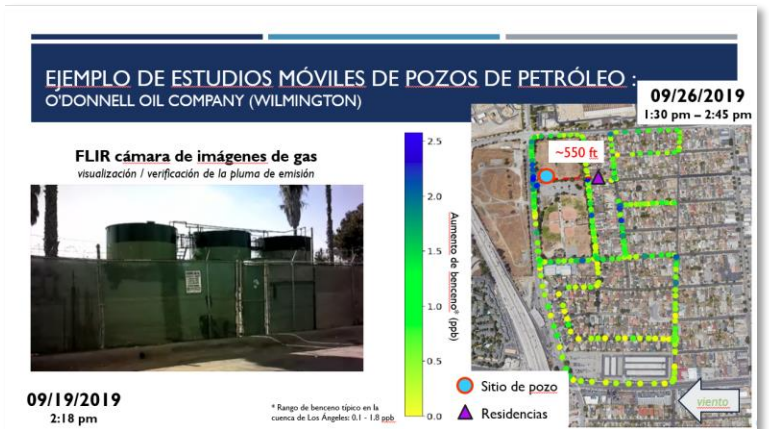 EJEMPLO DE ESTUDIOS MÓVILES DE POZOS DE PETRÓLEO :
O'DONNELL OIL COMPANY (WILMINGTON)
09/26/2019
1:30 pm – 2:45 pm
FLIR cámara de imágenes de gas
visualización / verificación de la pluma de emisión
~550 ft
2.5
2.0
1.5
1.0
0.5
0.0
Aumento de benceno* (ppb)
Sitio de pozo
Residencias
viento
09/19/2019
2:18 pm
* Rango de benceno típico en la
cuenca de Los Ángeles: 0.1 - 1.8 ppb